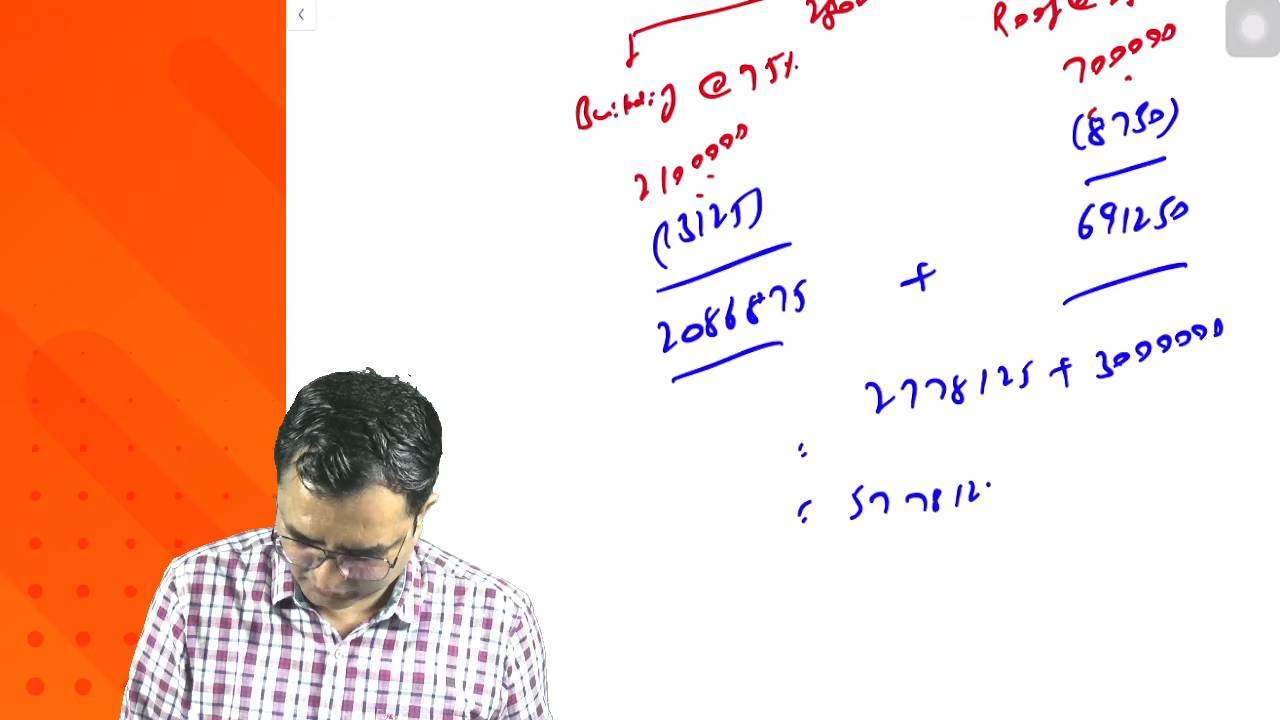 Roof @
Building @ 75%
700000
2100000
(8750)
(13125)
691250
2086875 +
2778125 + 3000000
= 577812